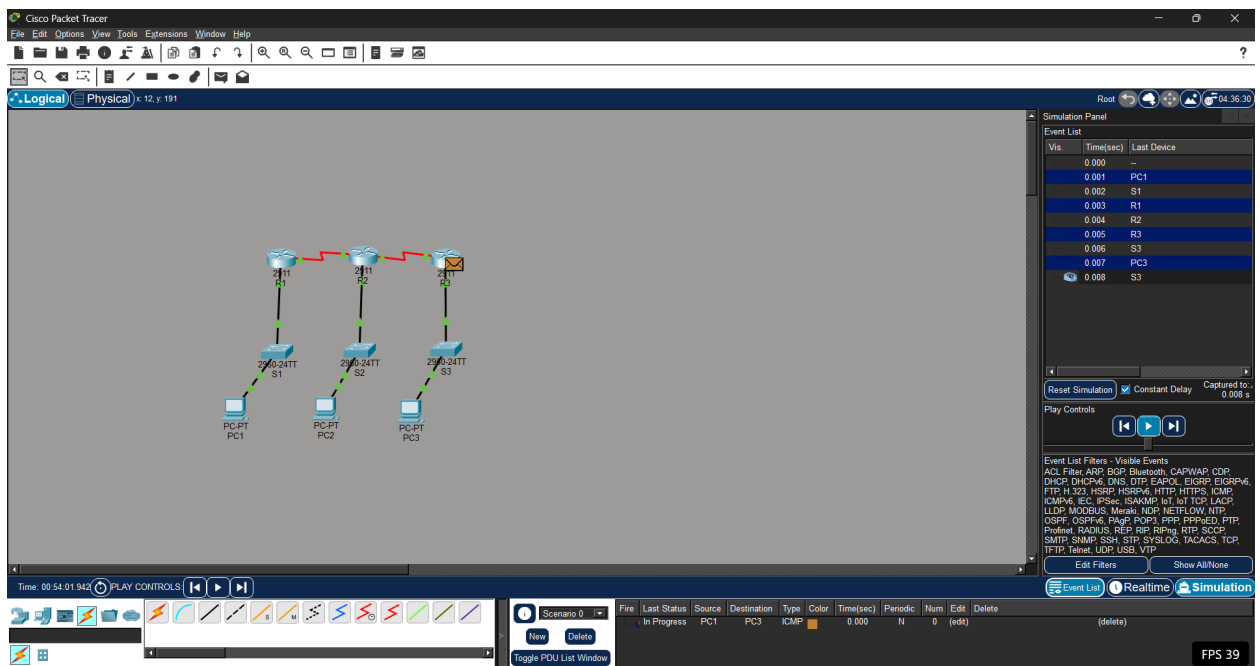 Cisco Packet Tracer
File Edit Options View Tools Extensions Window Help
?
Logical Physical x: 12, y: 191 Root 04:36:30
Simulation Panel
Event List
Vis. Time(sec) Last Device
0.000 --
0.001 PC1
0.002 S1
0.003 R1
0.004 R2
0.005 R3
0.006 S3
0.007 PC3
0.008 S3
2911 2911 2911
R1 R2 R3
2960-24TT 2960-24TT 2960-24TT
S1 S2 S3
PC-PT PC-PT PC-PT
PC1 PC2 PC3
Reset Simulation Constant Delay Captured to:
0.008 s
Play Controls
Event List Filters - Visible Events
ACL Filter, ARP, BGP, Bluetooth, CAPWAP, CDP,
DHCP, DHCPv6, DNS, DTP, EAPOL, EIGRP, EIGRPv6,
FTP, H.323, HSRP, HSRPv6, HTTP, HTTPS, ICMP,
ICMPv6, IEC, IPSec, ISAKMP, IoT, IoT TCP, LACP,
LLDP, MODBUS, Meraki, NDP, NETFLOW, NTP,
OSPF, OSPFv6, PAgP, POP3, PPP, PPPoED, PTP,
Profinet, RADIUS, REP, RIP, RIPng, RTP, SCCP,
SMTP, SNMP, SSH, STP, SYSLOG, TACACS, TCP,
TFTP, Telnet, UDP, USB, VTP
Edit Filters Show All/None
Time: 00:54:01.942 PLAY CONTROLS: Event List Realtime Simulation
Scenario 0 Fire Last Status Source Destination Type Color Time(sec) Periodic Num Edit Delete
In Progress PC1 PC3 ICMP 0.000 N 0 (edit) (delete)
New Delete
Toggle PDU List Window
FPS 39